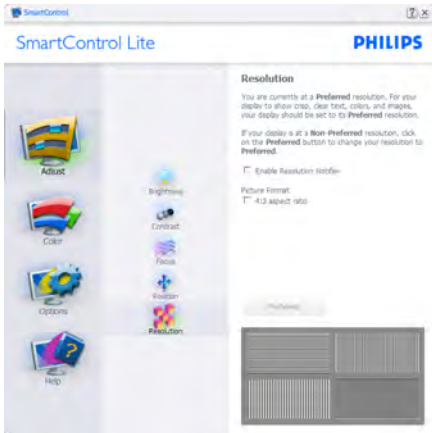 SmartControl
SmartControl Lite
PHILIPS
Resolution
You are currently at a Preferred resolution. For your
display to show crisp, clear text, colors, and images,
your display should be set to its Preferred resolution.
If your display is at a Non-Preferred resolution, click
on the Preferred button to change your resolution to
Preferred.
Enable Resolution Notifier
Picture Format
4:3 aspect ratio
Preferred
Adjust
Color
Options
Help
Brightness
Contrast
Focus
Position
Resolution